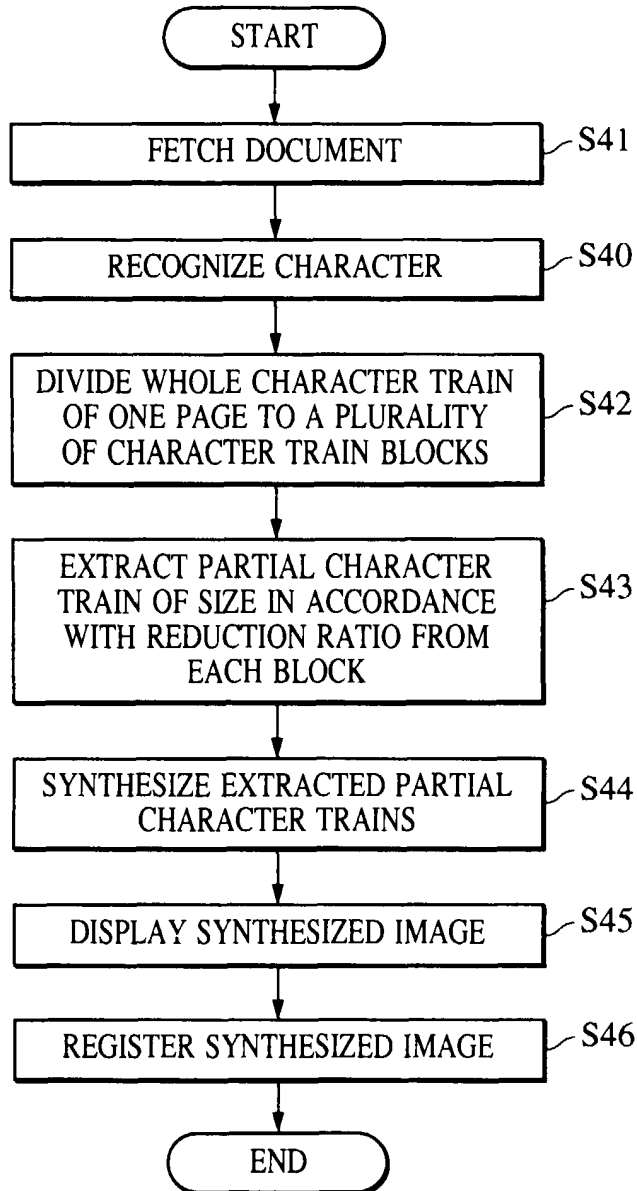 START
FETCH DOCUMENT
S41
RECOGNIZE CHARACTER
S40
DIVIDE WHOLE CHARACTER TRAIN
OF ONE PAGE TO A PLURALITY
OF CHARACTER TRAIN BLOCKS
S42
EXTRACT PARTIAL CHARACTER
TRAIN OF SIZE IN ACCORDANCE
WITH REDUCTION RATIO FROM
EACH BLOCK
S43
SYNTHESIZE EXTRACTED PARTIAL
CHARACTER TRAINS
S44
DISPLAY SYNTHESIZED IMAGE
S45
REGISTER SYNTHESIZED IMAGE
S46
END